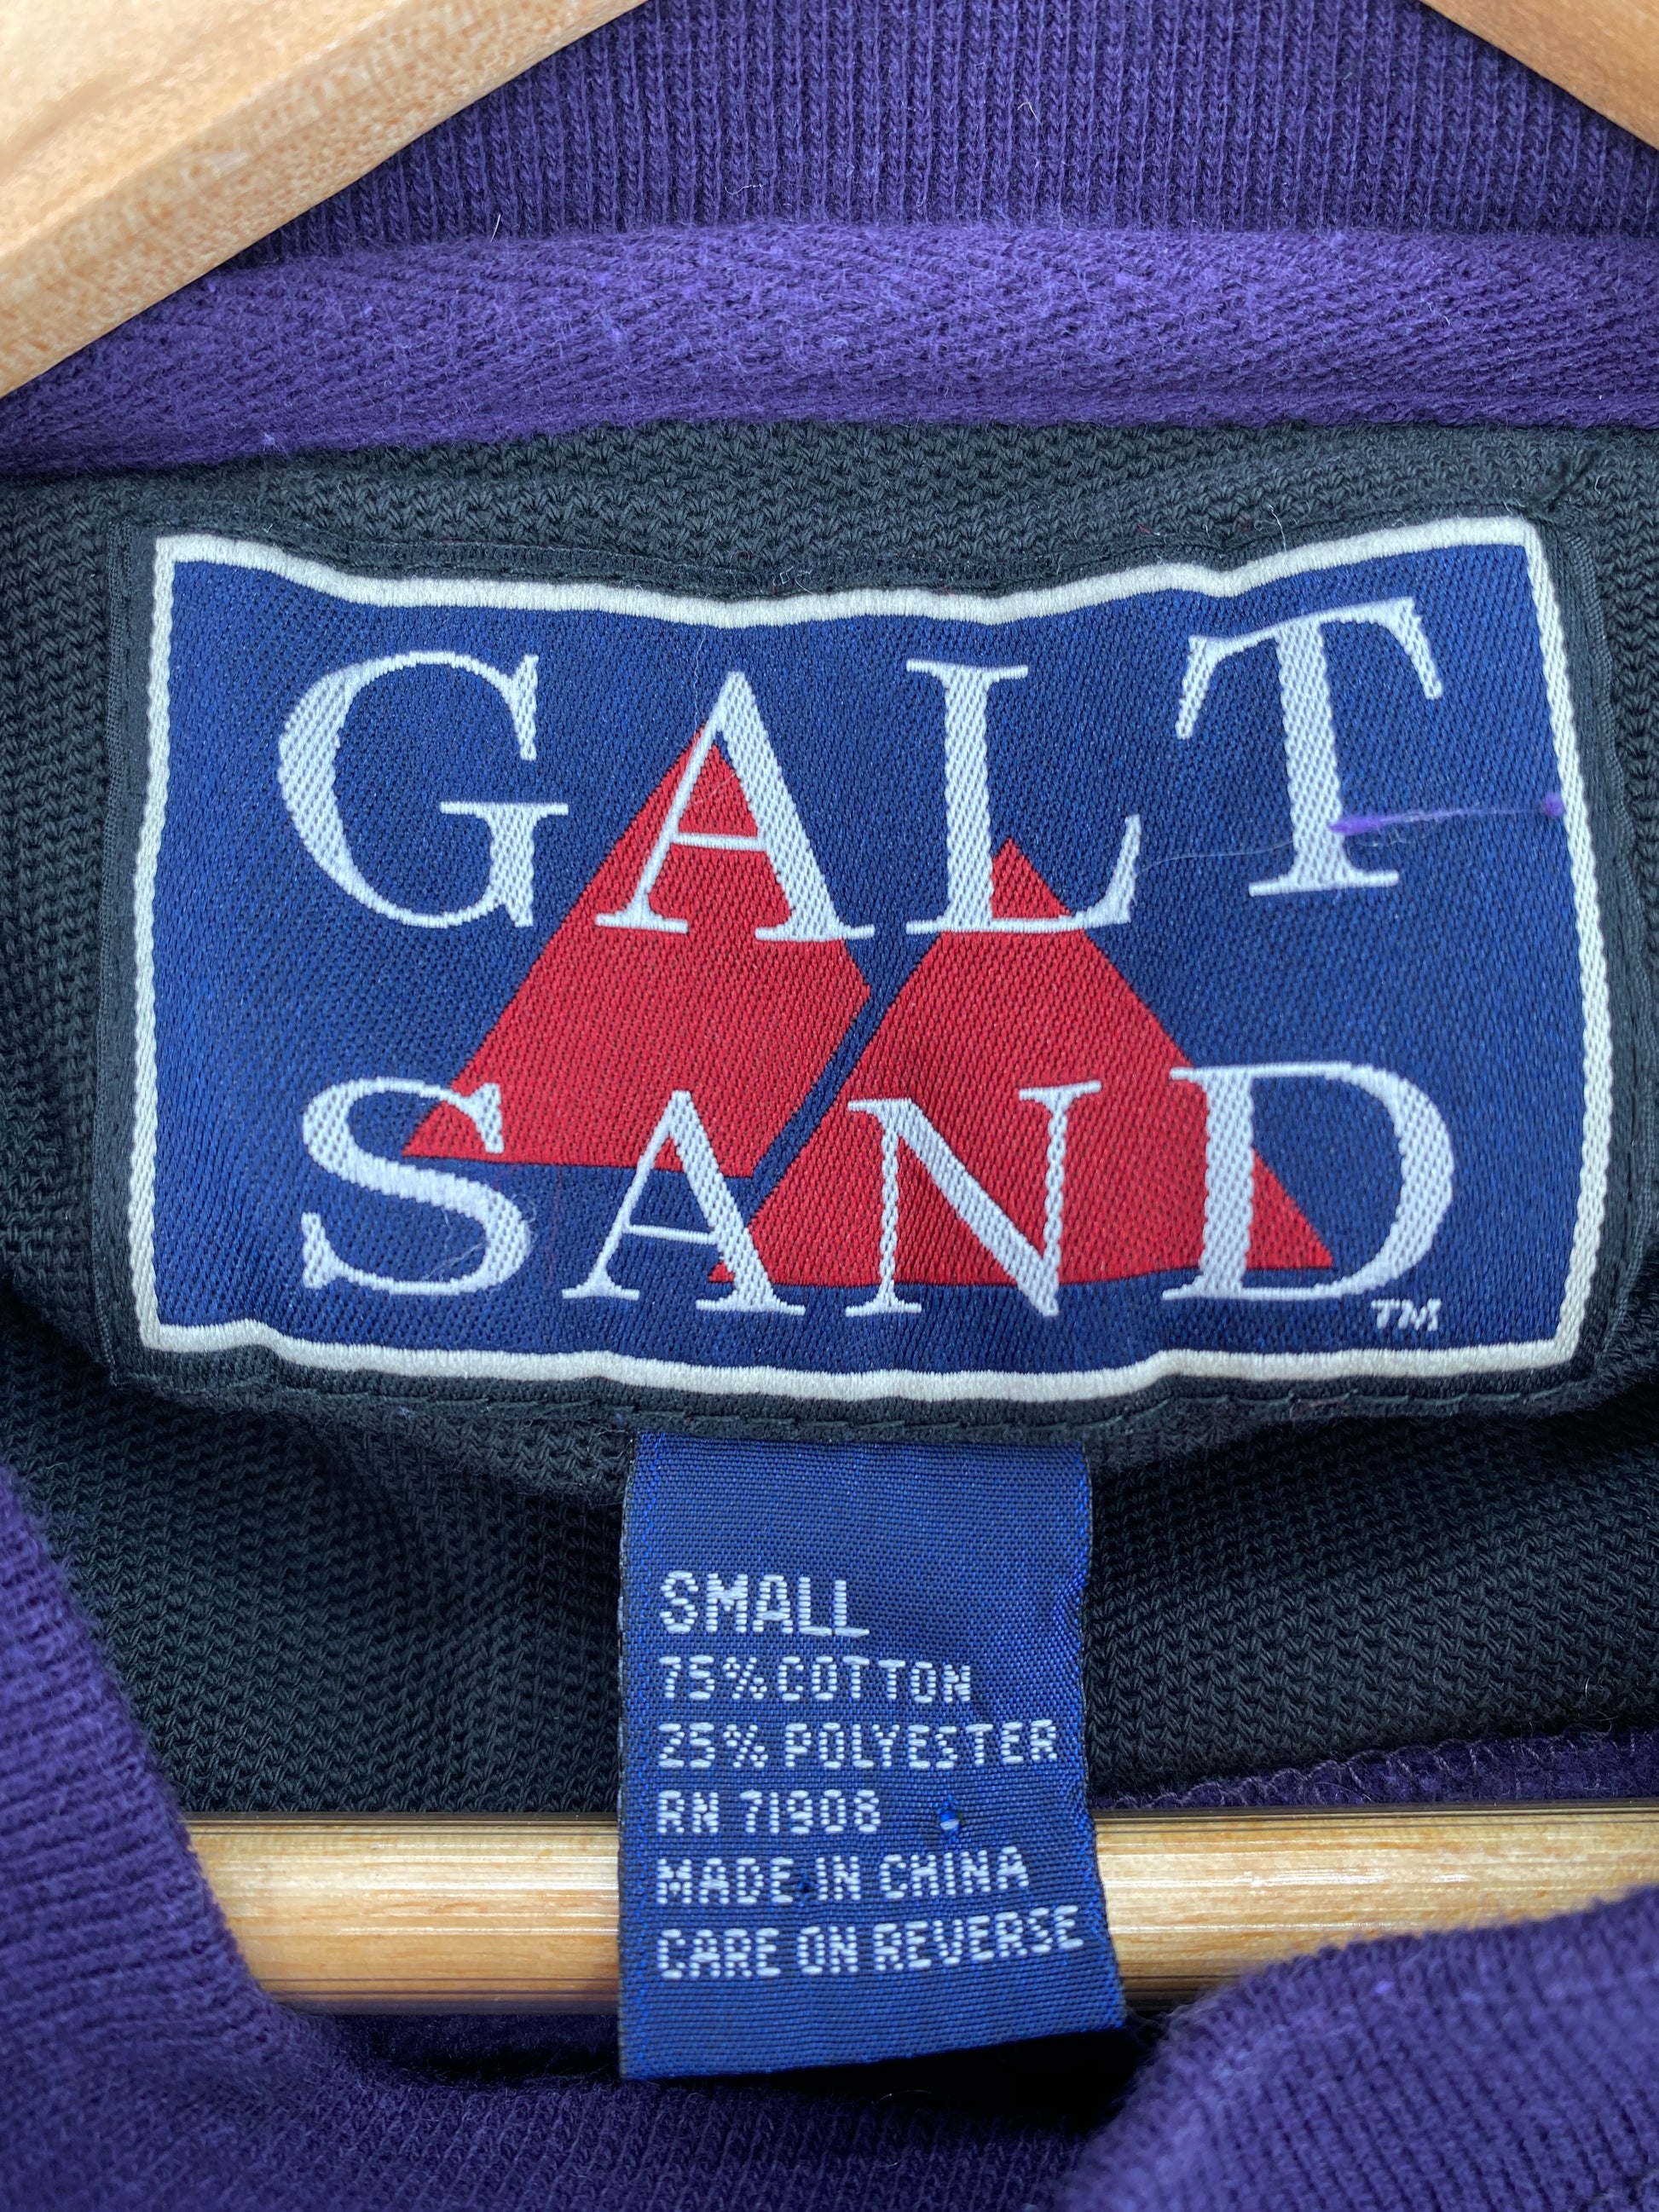 GALT
SAND
TM
SMALL
75% COTTON
25% POLYESTER
RN 71908
MADE IN CHINA
CARE ON REVERSE